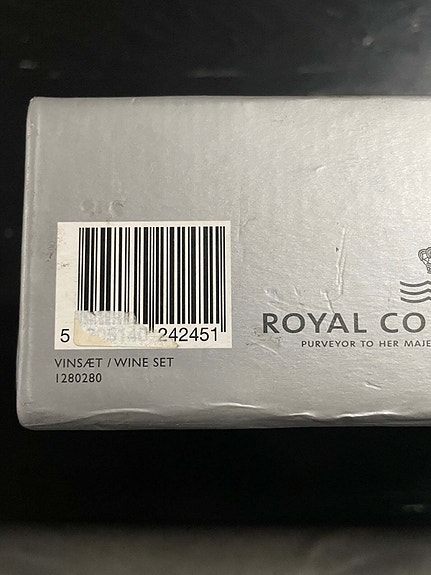 5 242451
VINSÆT / WINE SET
1280280
ROYAL CO
PURVEYOR TO HER MAJE